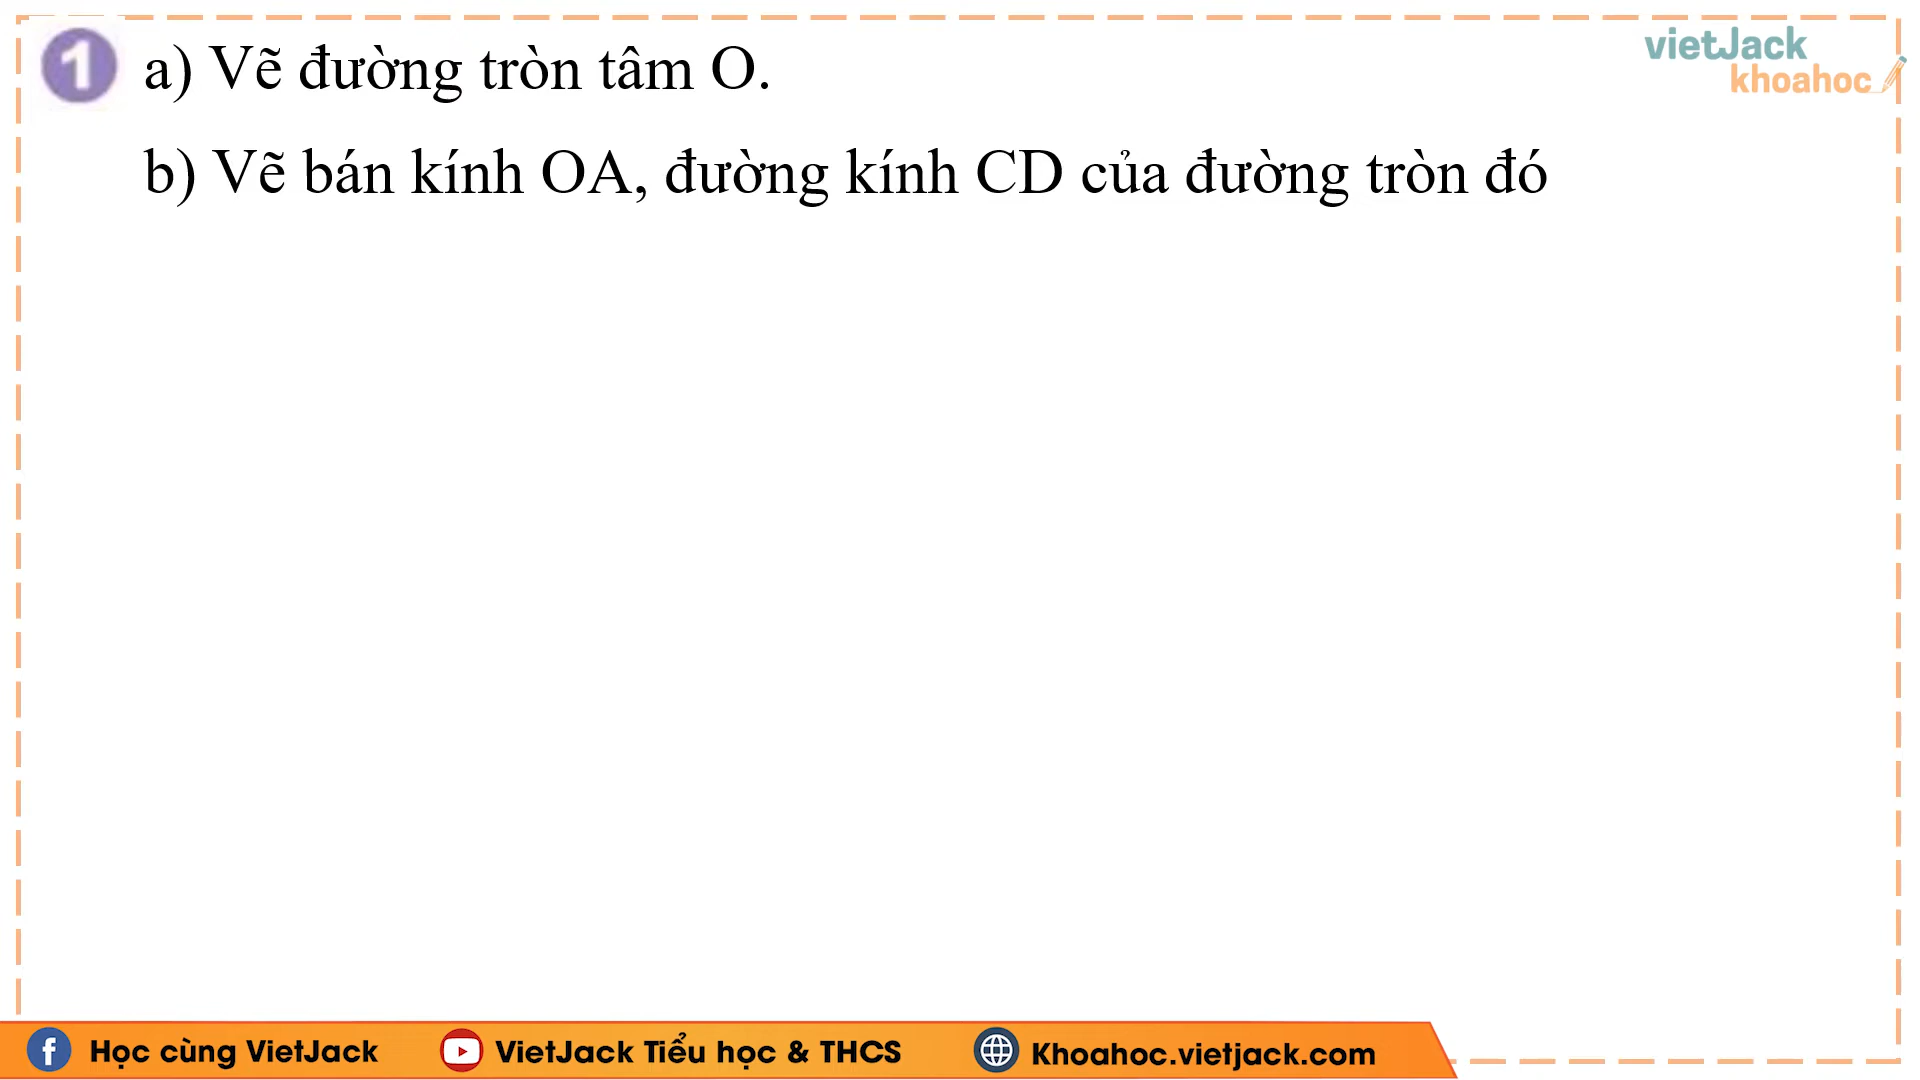 1 a) Vẽ đường tròn tâm O.
vietJack
khoahoc
b) Vẽ bán kính OA, đường kính CD của đường tròn đó
f Học cùng VietJack
VietJack Tiểu học & THCS
Khoahoc.vietjack.com